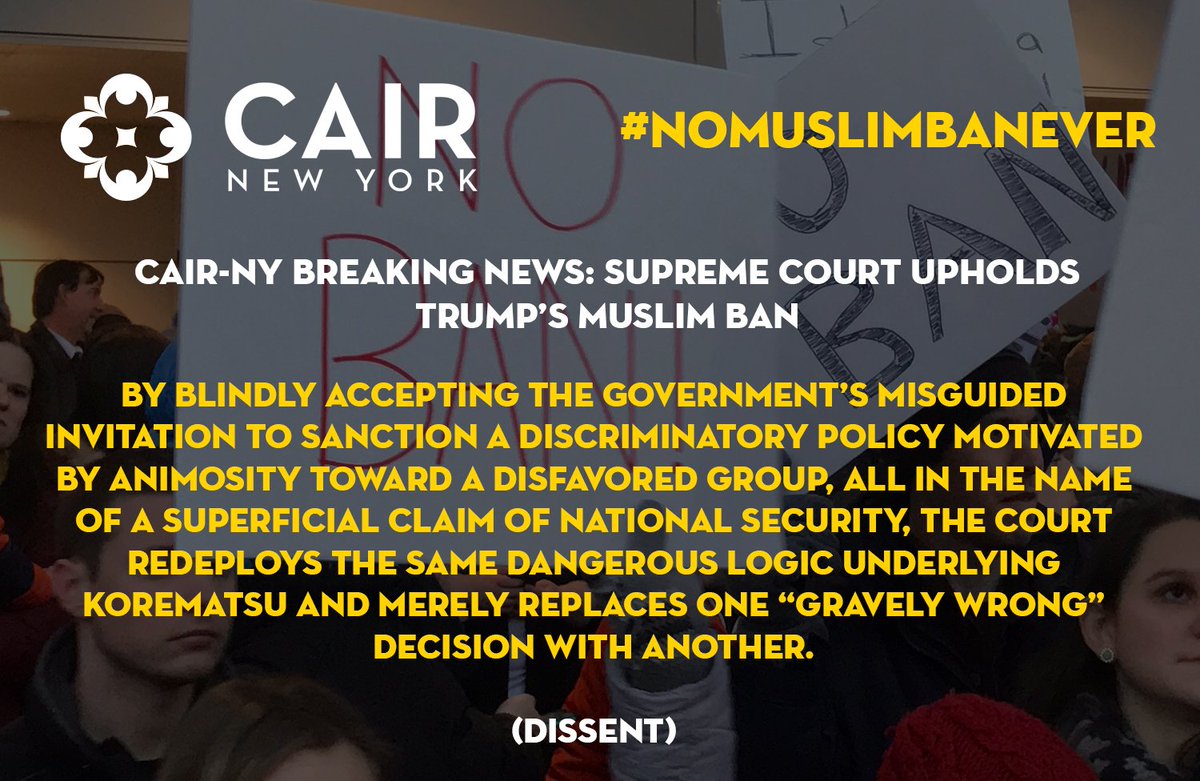 CAIR
NEW YORK
#NOMUSLIMBANEVER
NO
BAN!
BAN
CAIR-NY BREAKING NEWS: SUPREME COURT UPHOLDS
TRUMP'S MUSLIM BAN
BY BLINDLY ACCEPTING THE GOVERNMENT'S MISGUIDED
INVITATION TO SANCTION A DISCRIMINATORY POLICY MOTIVATED
BY ANIMOSITY TOWARD A DISFAVORED GROUP, ALL IN THE NAME
OF A SUPERFICIAL CLAIM OF NATIONAL SECURITY, THE COURT
REDEPLOYS THE SAME DANGEROUS LOGIC UNDERLYING
KOREMATSU AND MERELY REPLACES ONE “GRAVELY WRONG”
DECISION WITH ANOTHER.
(DISSENT)